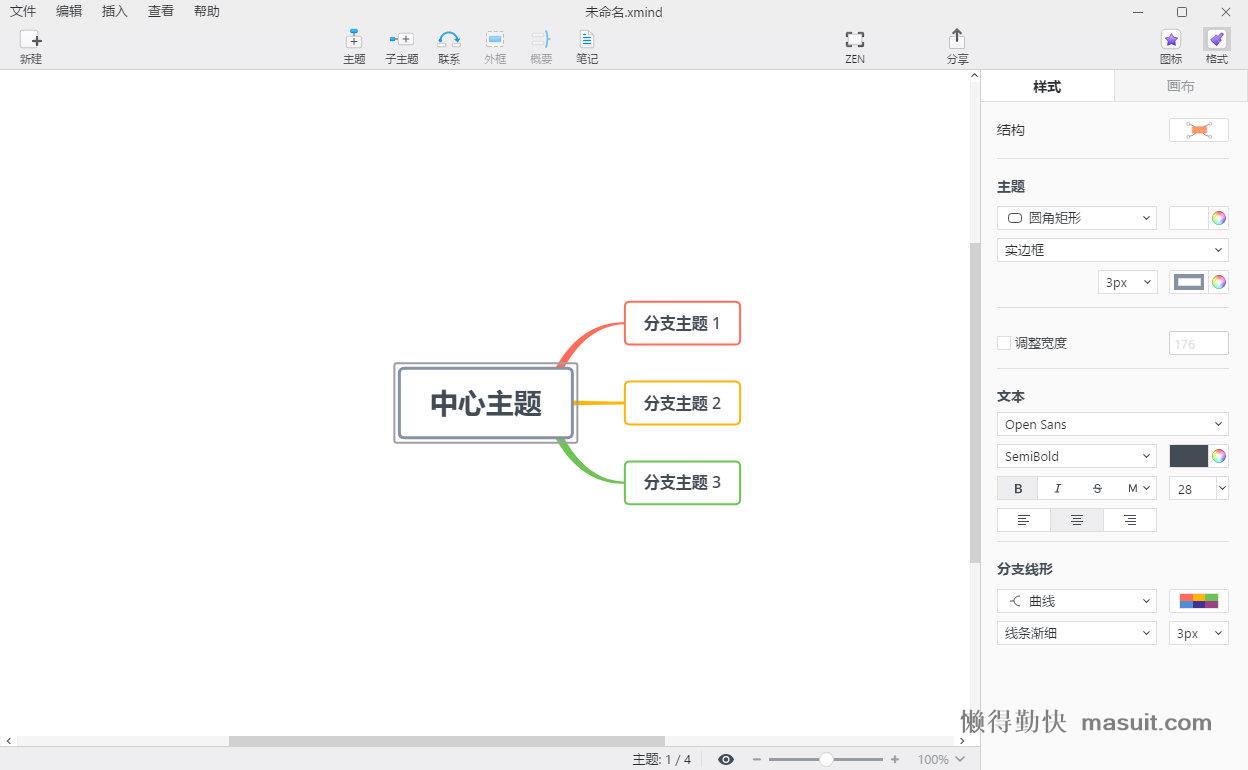 文件 编辑 插入 查看 帮助 未命名.xmind
新建 主题 子主题 联系 外框 概要 笔记 ZEN 分享 图标 格式
样式 画布
结构
主题
圆角矩形
实边框
3px
分支主题 1
调整宽度 176
中心主题
分支主题 2
文本
Open Sans
SemiBold
分支主题 3
B I S M 28
分支线形
曲线
线条渐细 3px
懒得勤快 masuit.com
主题: 1 / 4 100%